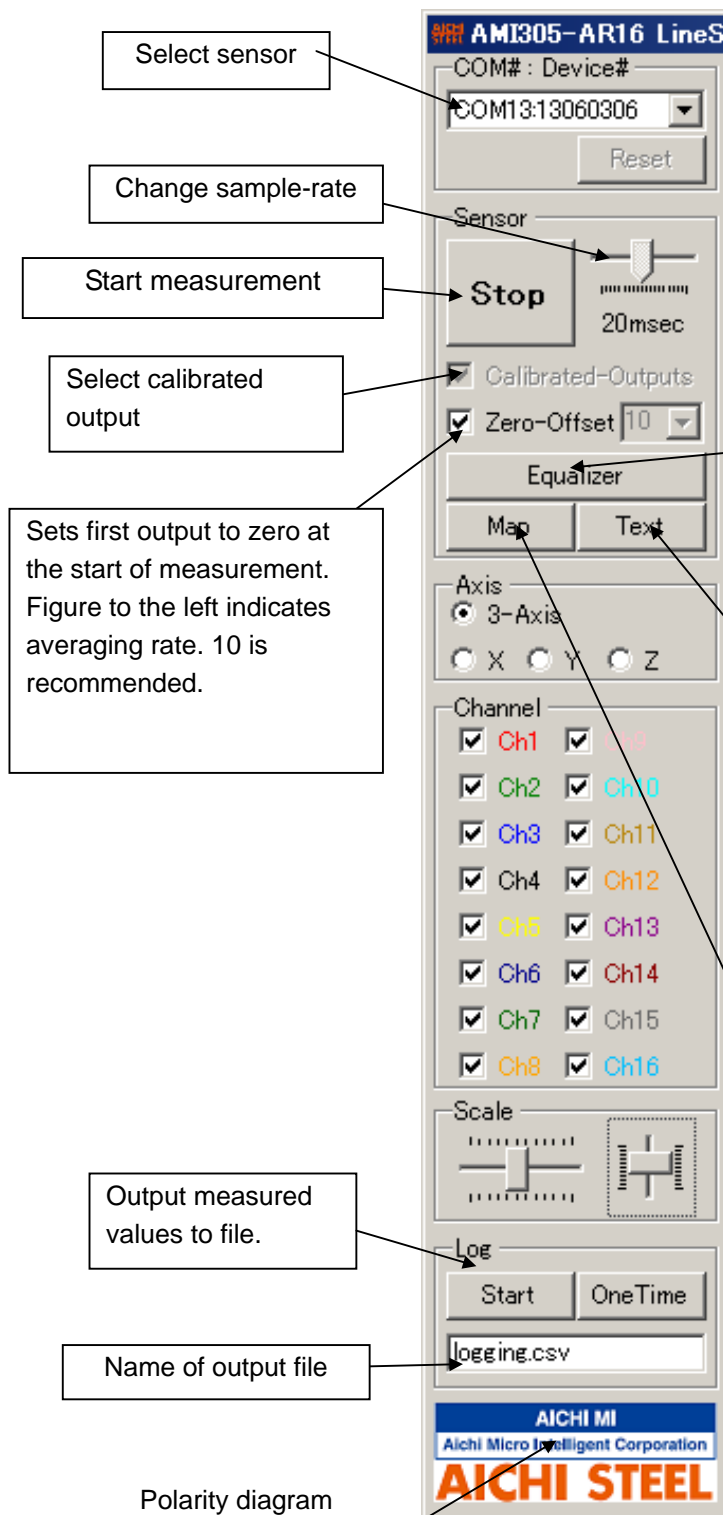 Select sensor
Change sample-rate
Start measurement
Select calibrated
output
Sets first output to zero at
the start of measurement.
Figure to the left indicates
averaging rate. 10 is
recommended.
Output measured
values to file.
Name of output file
Polarity diagram
AICHI STEEL AMI305-AR16 LineS
COM# : Device#
COM13:13060306
Reset
Sensor
Stop
20msec
Calibrated-Outputs
Zero-Offset 10
Equalizer
Map Text
Axis
3-Axis
X Y Z
Channel
Ch1 Ch9
Ch2 Ch10
Ch3 Ch11
Ch4 Ch12
Ch5 Ch13
Ch6 Ch14
Ch7 Ch15
Ch8 Ch16
Scale
Log
Start OneTime
logging.csv
AICHI MI
Aichi Micro Intelligent Corporation
AICHI STEEL